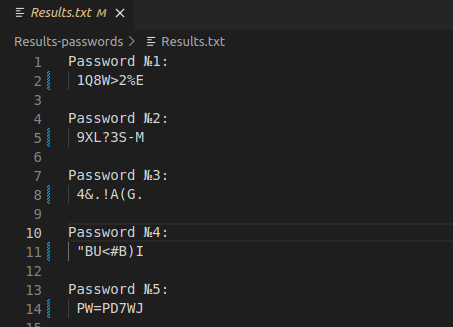 Results.txt M ×
Results-passwords > Results.txt
1 Password №1:
2 1Q8W>2%E
3
4 Password №2:
5 9XL?3S-M
6
7 Password №3:
8 4&.!A(G.
9
10 Password №4:
11 "BU<#B)I
12
13 Password №5:
14 PW=PD7WJ
15